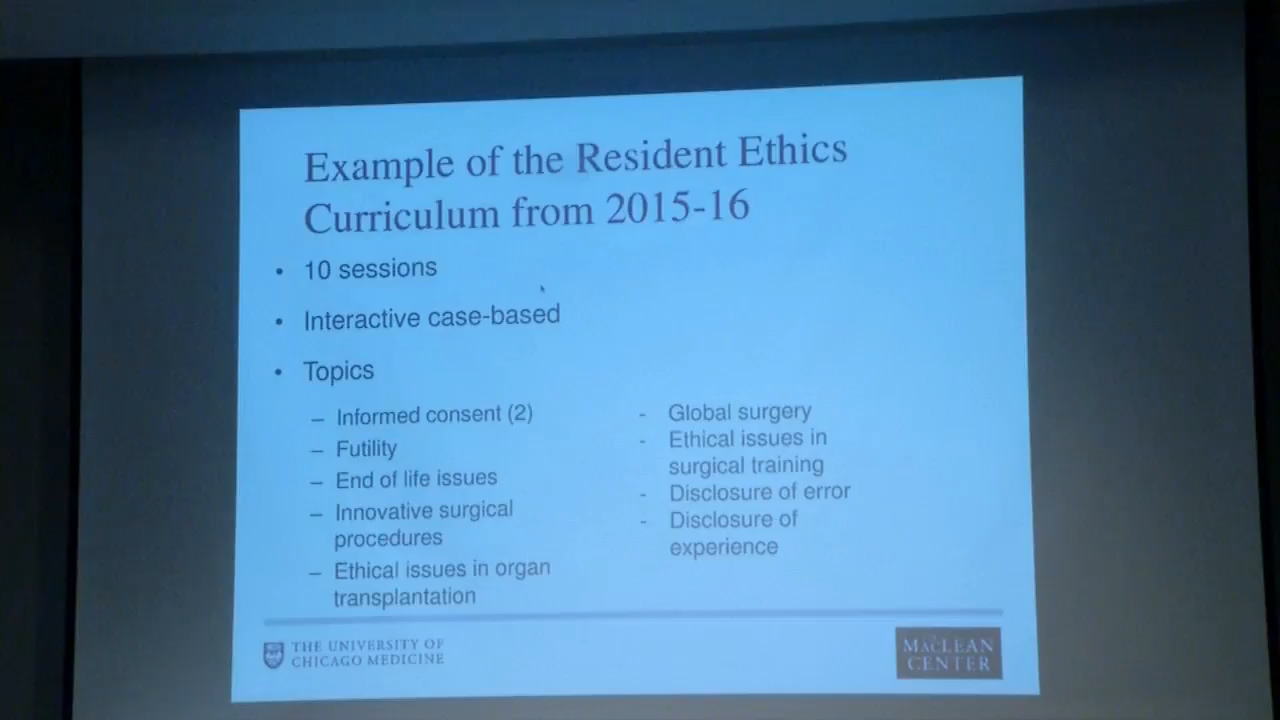 Example of the Resident Ethics
Curriculum from 2015-16
• 10 sessions
• Interactive case-based
• Topics
– Informed consent (2)
– Futility
– End of life issues
– Innovative surgical
procedures
– Ethical issues in organ
transplantation
- Global surgery
- Ethical issues in
surgical training
- Disclosure of error
- Disclosure of
experience
THE UNIVERSITY OF
CHICAGO MEDICINE
MACLEAN
CENTER